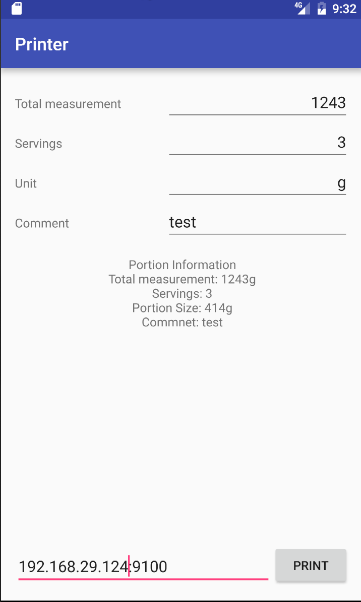 4G 9:32
Printer
Total measurement 1243
Servings 3
Unit g
Comment test
Portion Information
Total measurement: 1243g
Servings: 3
Portion Size: 414g
Commnet: test
192.168.29.124:9100 PRINT